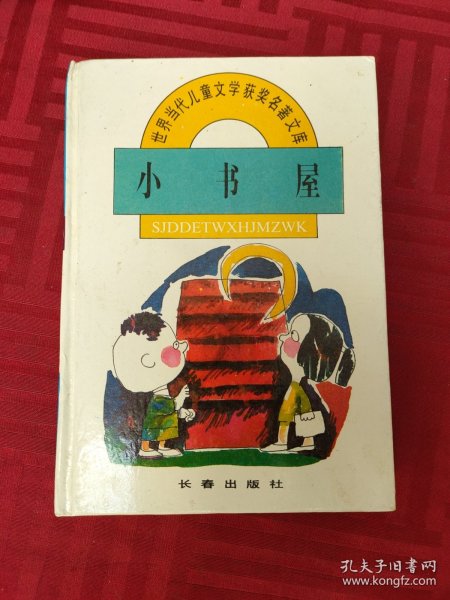 世界当代儿童文学获奖名著文库
小书屋
SJDDETWXHJMZWK
长春出版社
孔夫子旧书网
www.kongfz.com